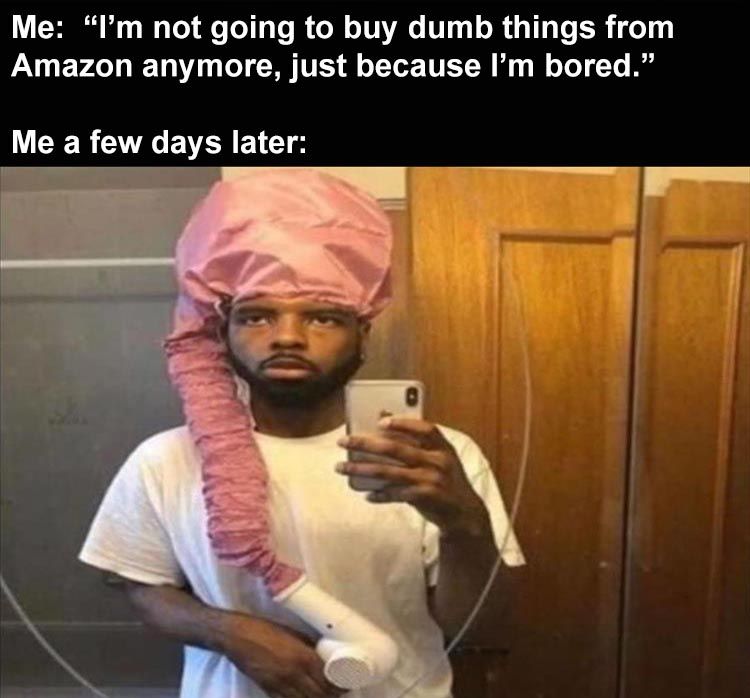 Me:  “I’m not going to buy dumb things from
Amazon anymore, just because I’m bored.”
Me a few days later: